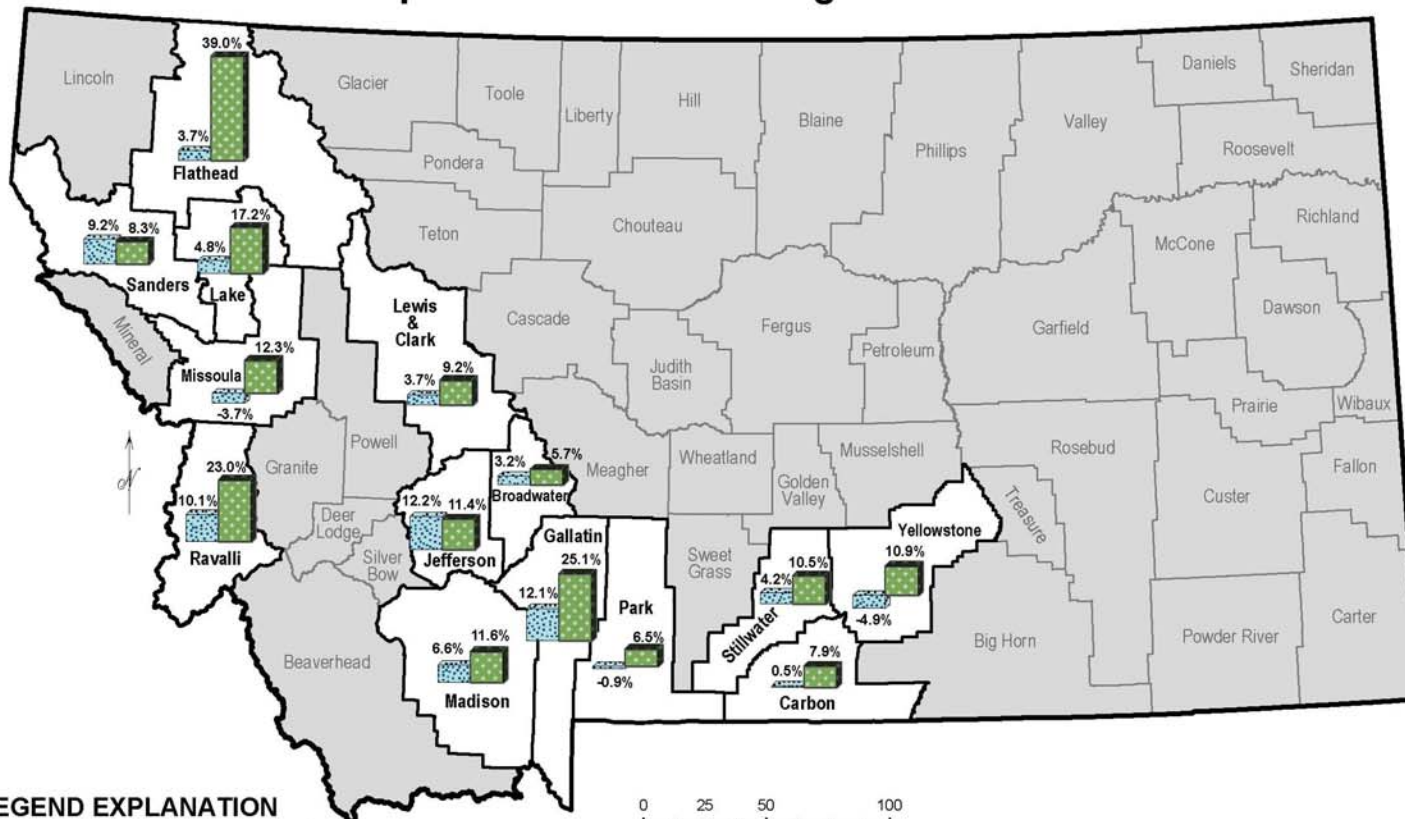 39.0%
3.7%
Flathead
Lincoln
Glacier
Toole
Liberty
Hill
Blaine
Phillips
Valley
Daniels
Sheridan
Roosevelt
Pondera
Teton
Chouteau
Richland
McCone
9.2%
8.3%
Sanders
17.2%
4.8%
Lake
Mineral
Lewis
&
Clark
3.7%
9.2%
Cascade
Judith
Basin
Fergus
Petroleum
Garfield
Dawson
Prairie
Wibaux
12.3%
Missoula
-3.7%
N
23.0%
10.1%
Ravalli
Granite
Powell
Deer
Lodge
Silver
Bow
3.2%
5.7%
Broadwater
Meagher
Wheatland
Golden
Valley
Musselshell
Rosebud
Treasure
Custer
Fallon
12.2%
11.4%
Jefferson
Gallatin
25.1%
12.1%
Park
6.5%
-0.9%
Sweet
Grass
10.5%
4.2%
Stillwater
Yellowstone
10.9%
-4.9%
Big Horn
Powder River
Carter
Beaverhead
6.6%
11.6%
Madison
0.5%
7.9%
Carbon
EGEND EXPLANATION
0 25 50 100